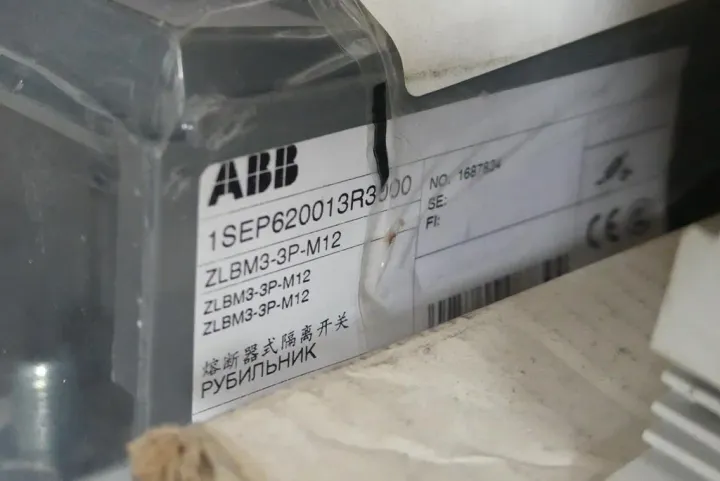 ABB
1SEP620013R3000
ZLBM3-3P-M12
ZLBM3-3P-M12
ZLBM3-3P-M12
熔断器式隔离开关
РУБИЛЬНИК
NO: 1687824
SE:
FI:
CE